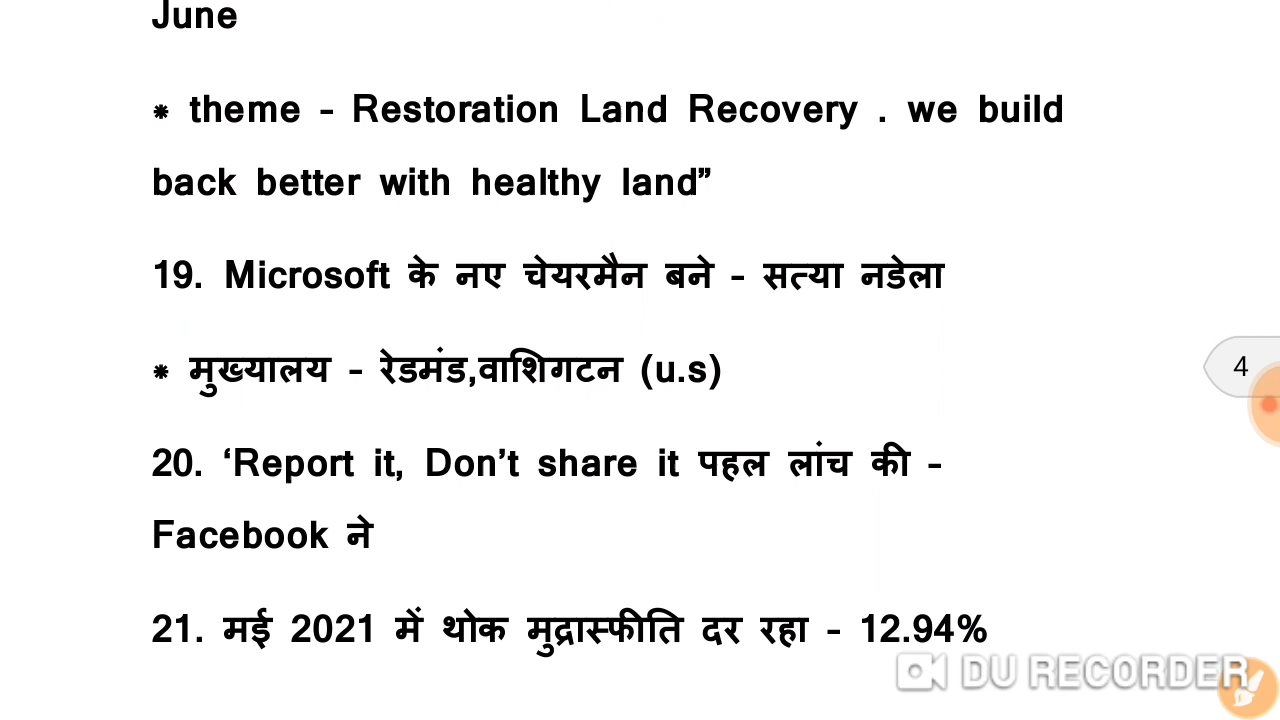 June
* theme - Restoration Land Recovery . we build
back better with healthy land”
19. Microsoft के नए चेयरमैन बने - सत्या नडेला
* मुख्यालय - रेडमंड,वाशिगटन (u.s)
20. ‘Report it, Don’t share it पहल लांच की -
Facebook ने
21. मई 2021 में थोक मुद्रास्फीति दर रहा - 12.94%
4
DU RECORDER